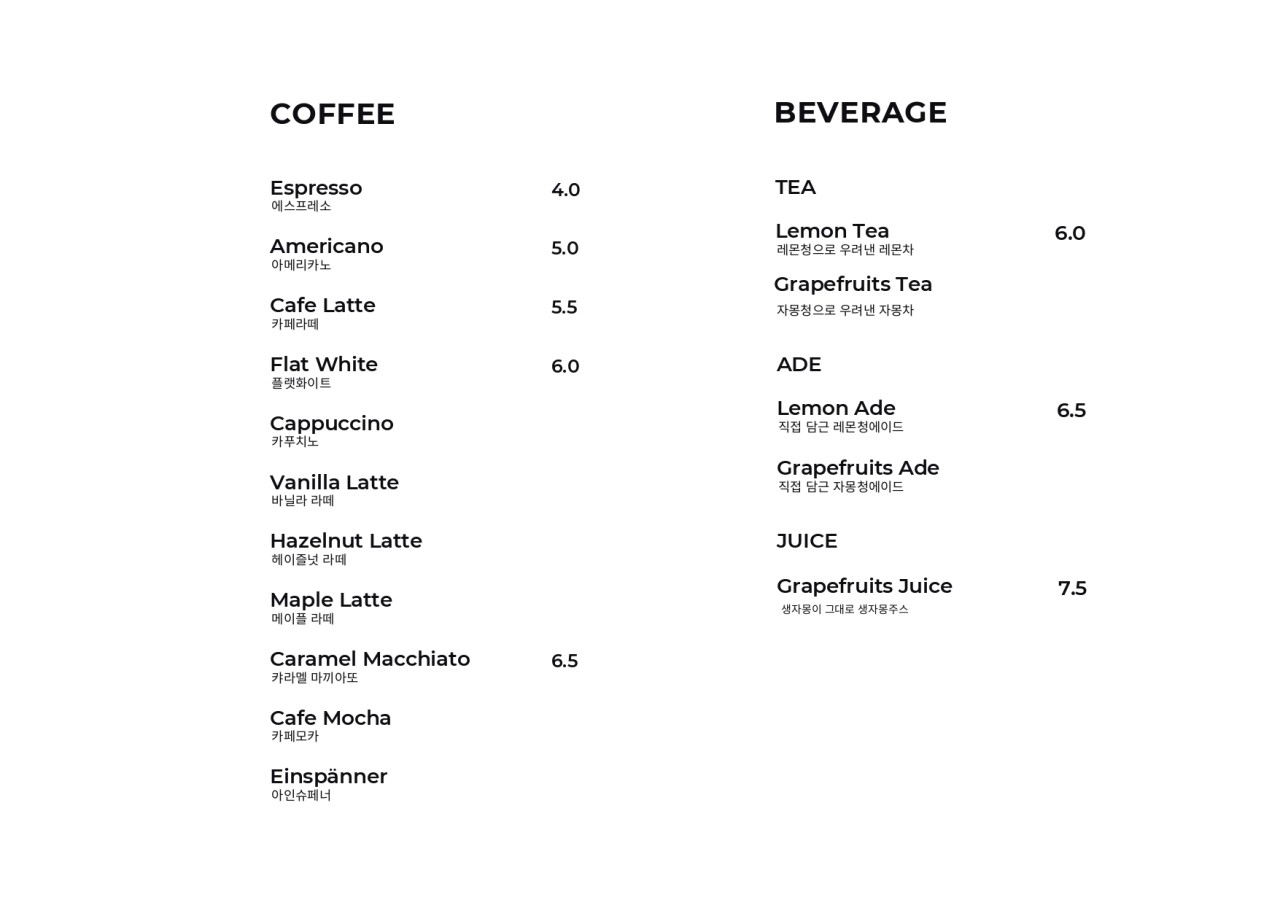 COFFEE
Espresso 4.0
에스프레소
Americano 5.0
아메리카노
Cafe Latte 5.5
카페라떼
Flat White 6.0
플랫화이트
Cappuccino
카푸치노
Vanilla Latte
바닐라 라떼
Hazelnut Latte
헤이즐넛 라떼
Maple Latte
메이플 라떼
Caramel Macchiato 6.5
캬라멜 마끼아또
Cafe Mocha
카페모카
Einspänner
아인슈페너
BEVERAGE
TEA
Lemon Tea 6.0
레몬청으로 우려낸 레몬차
Grapefruits Tea
자몽청으로 우려낸 자몽차
ADE
Lemon Ade 6.5
직접 담근 레몬청에이드
Grapefruits Ade
직접 담근 자몽청에이드
JUICE
Grapefruits Juice 7.5
생자몽이 그대로 생자몽주스